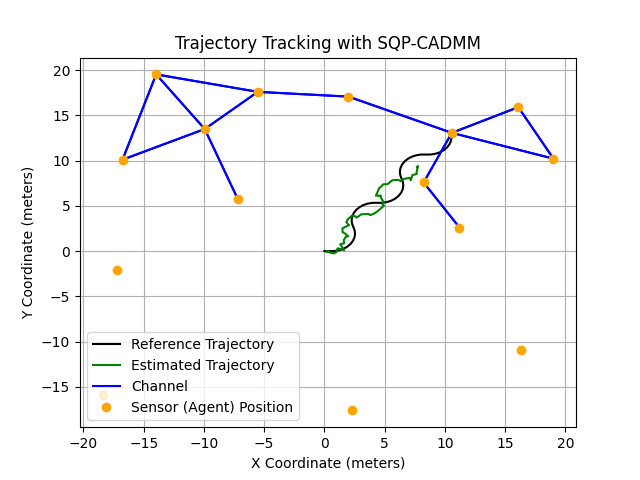 Trajectory Tracking with SQP-CADMM
Y Coordinate (meters)
20
15
10
5
0
−5
−10
−15
Reference Trajectory
Estimated Trajectory
Channel
Sensor (Agent) Position
−20 −15 −10 −5 0 5 10 15 20
X Coordinate (meters)